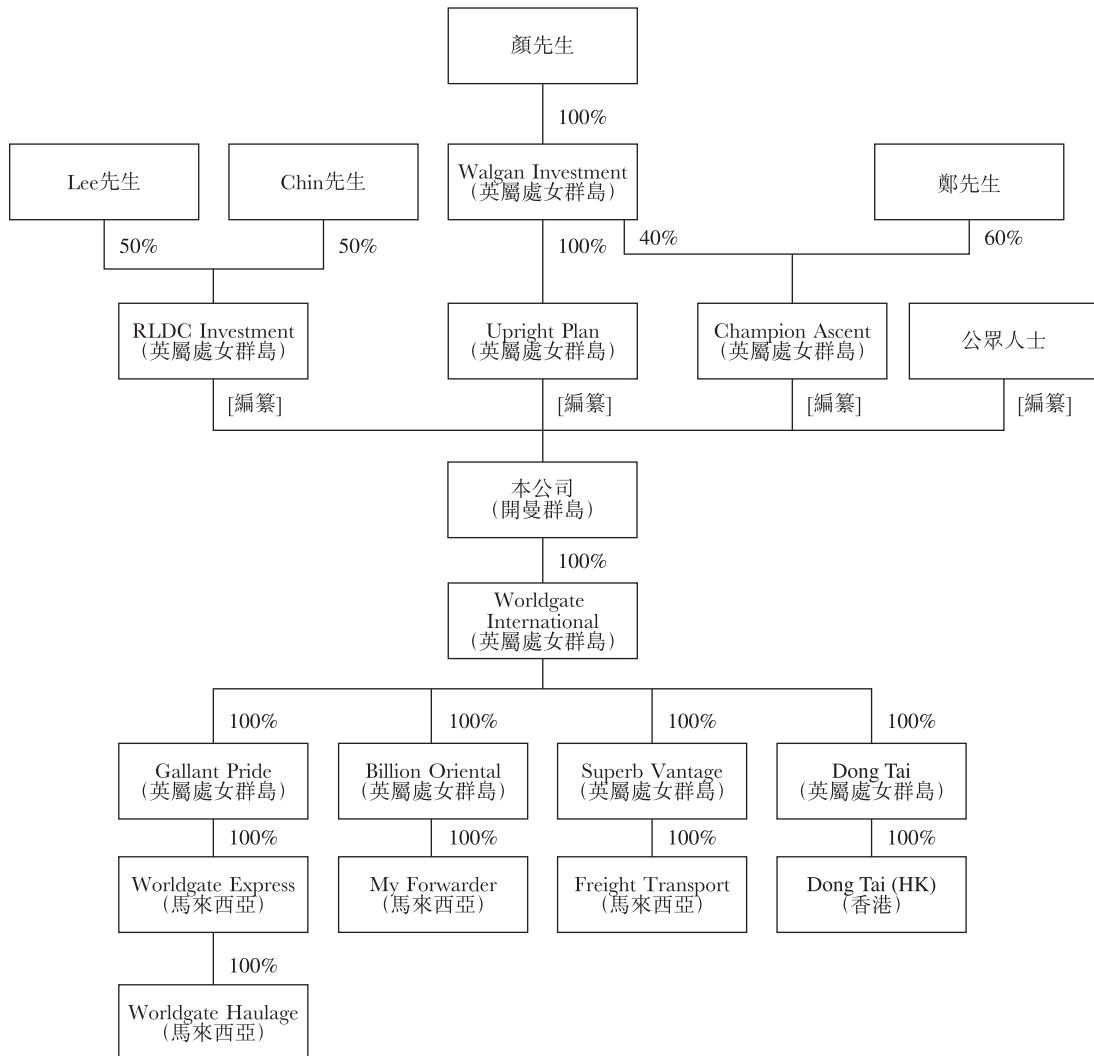 顏先生
100%
Lee先生
Chin先生
Walgan Investment
（英屬處女群島）
鄭先生
50%
50%
100%
40%
60%
RLDC Investment
（英屬處女群島）
Upright Plan
（英屬處女群島）
Champion Ascent
（英屬處女群島）
公眾人士
[編纂]
[編纂]
[編纂]
[編纂]
本公司
（開曼群島）
100%
Worldgate
International
（英屬處女群島）
100%
100%
100%
100%
Gallant Pride
（英屬處女群島）
Billion Oriental
（英屬處女群島）
Superb Vantage
（英屬處女群島）
Dong Tai
（英屬處女群島）
100%
100%
100%
100%
Worldgate Express
（馬來西亞）
My Forwarder
（馬來西亞）
Freight Transport
（馬來西亞）
Dong Tai (HK)
（香港）
100%
Worldgate Haulage
（馬來西亞）